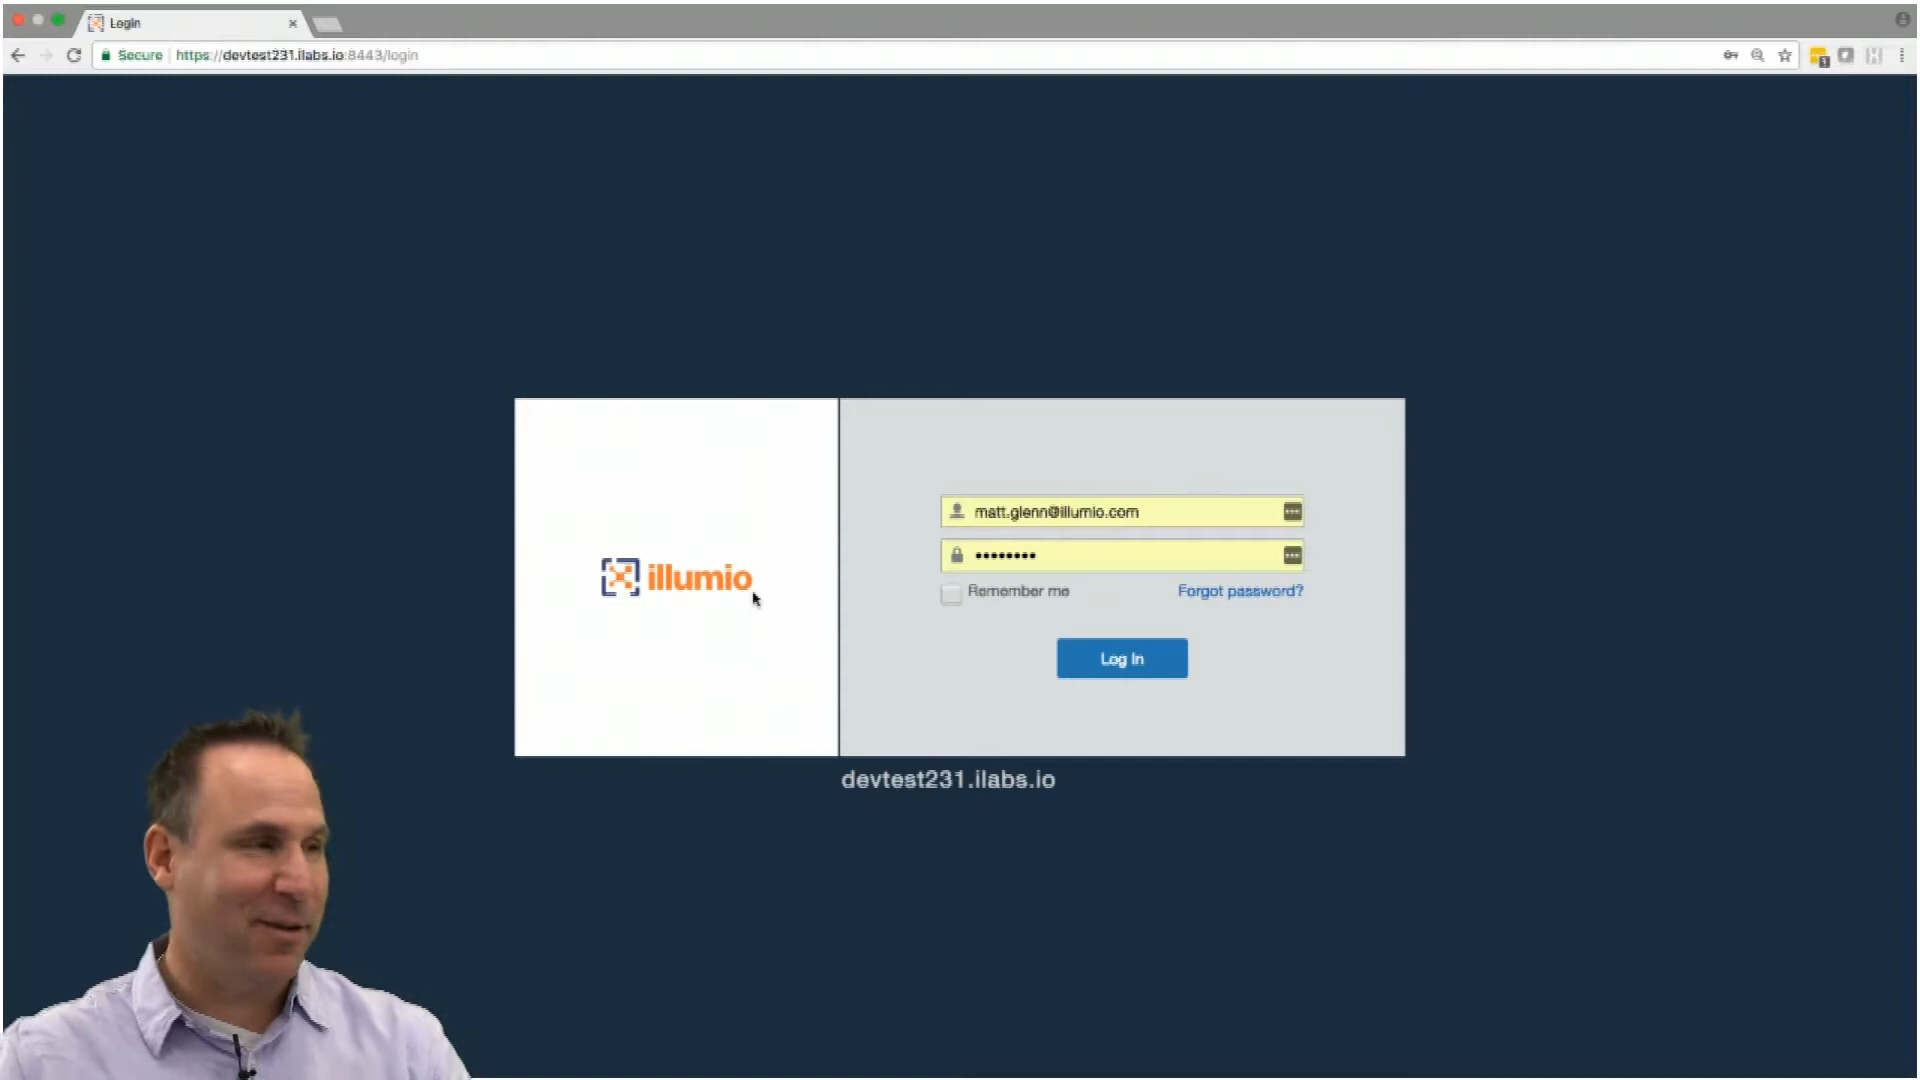 Login
Secure https://devtest231.ilabs.io:8443/login
illumio
matt.glenn@illumio.com
••••••••
Remember me
Forgot password?
Log In
devtest231.ilabs.io